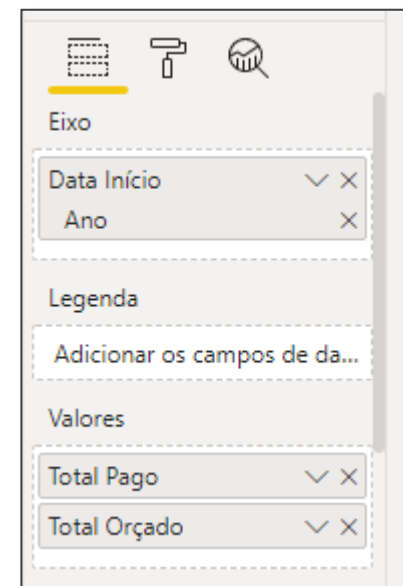 Eixo
Data Início
Ano
Legenda
Adicionar os campos de da...
Valores
Total Pago
Total Orçado